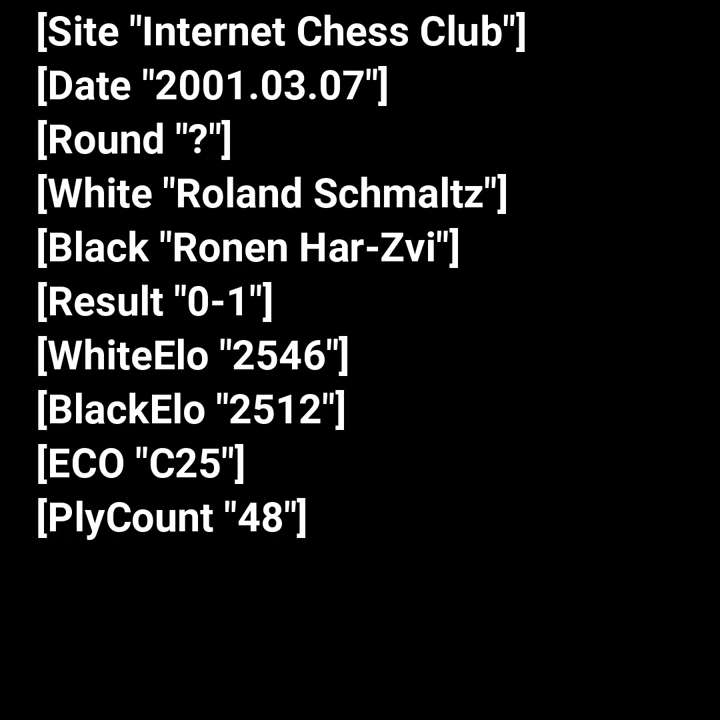 [Site "Internet Chess Club"]
[Date "2001.03.07"]
[Round "?"]
[White "Roland Schmaltz"]
[Black "Ronen Har-Zvi"]
[Result "0-1"]
[WhiteElo "2546"]
[BlackElo "2512"]
[ECO "C25"]
[PlyCount "48"]